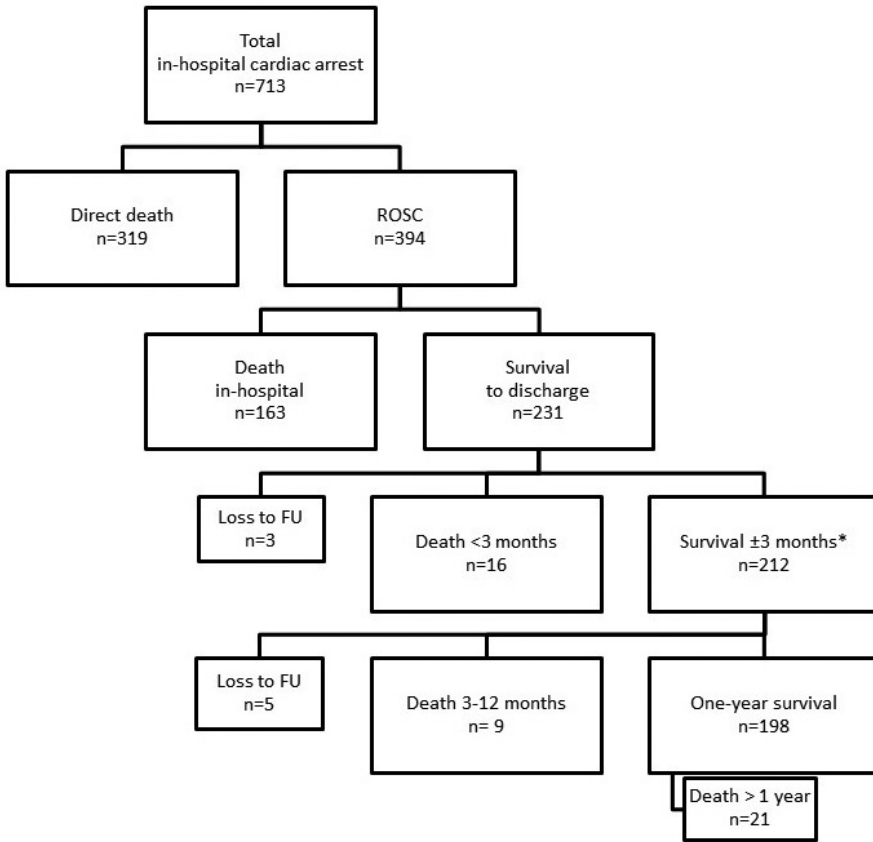 Total
in-hospital cardiac arrest
n=713
Direct death
n=319
ROSC
n=394
Death
in-hospital
n=163
Survival
to discharge
n=231
Loss to FU
n=3
Death <3 months
n=16
Survival ±3 months*
n=212
Loss to FU
n=5
Death 3-12 months
n= 9
One-year survival
n=198
Death > 1 year
n=21